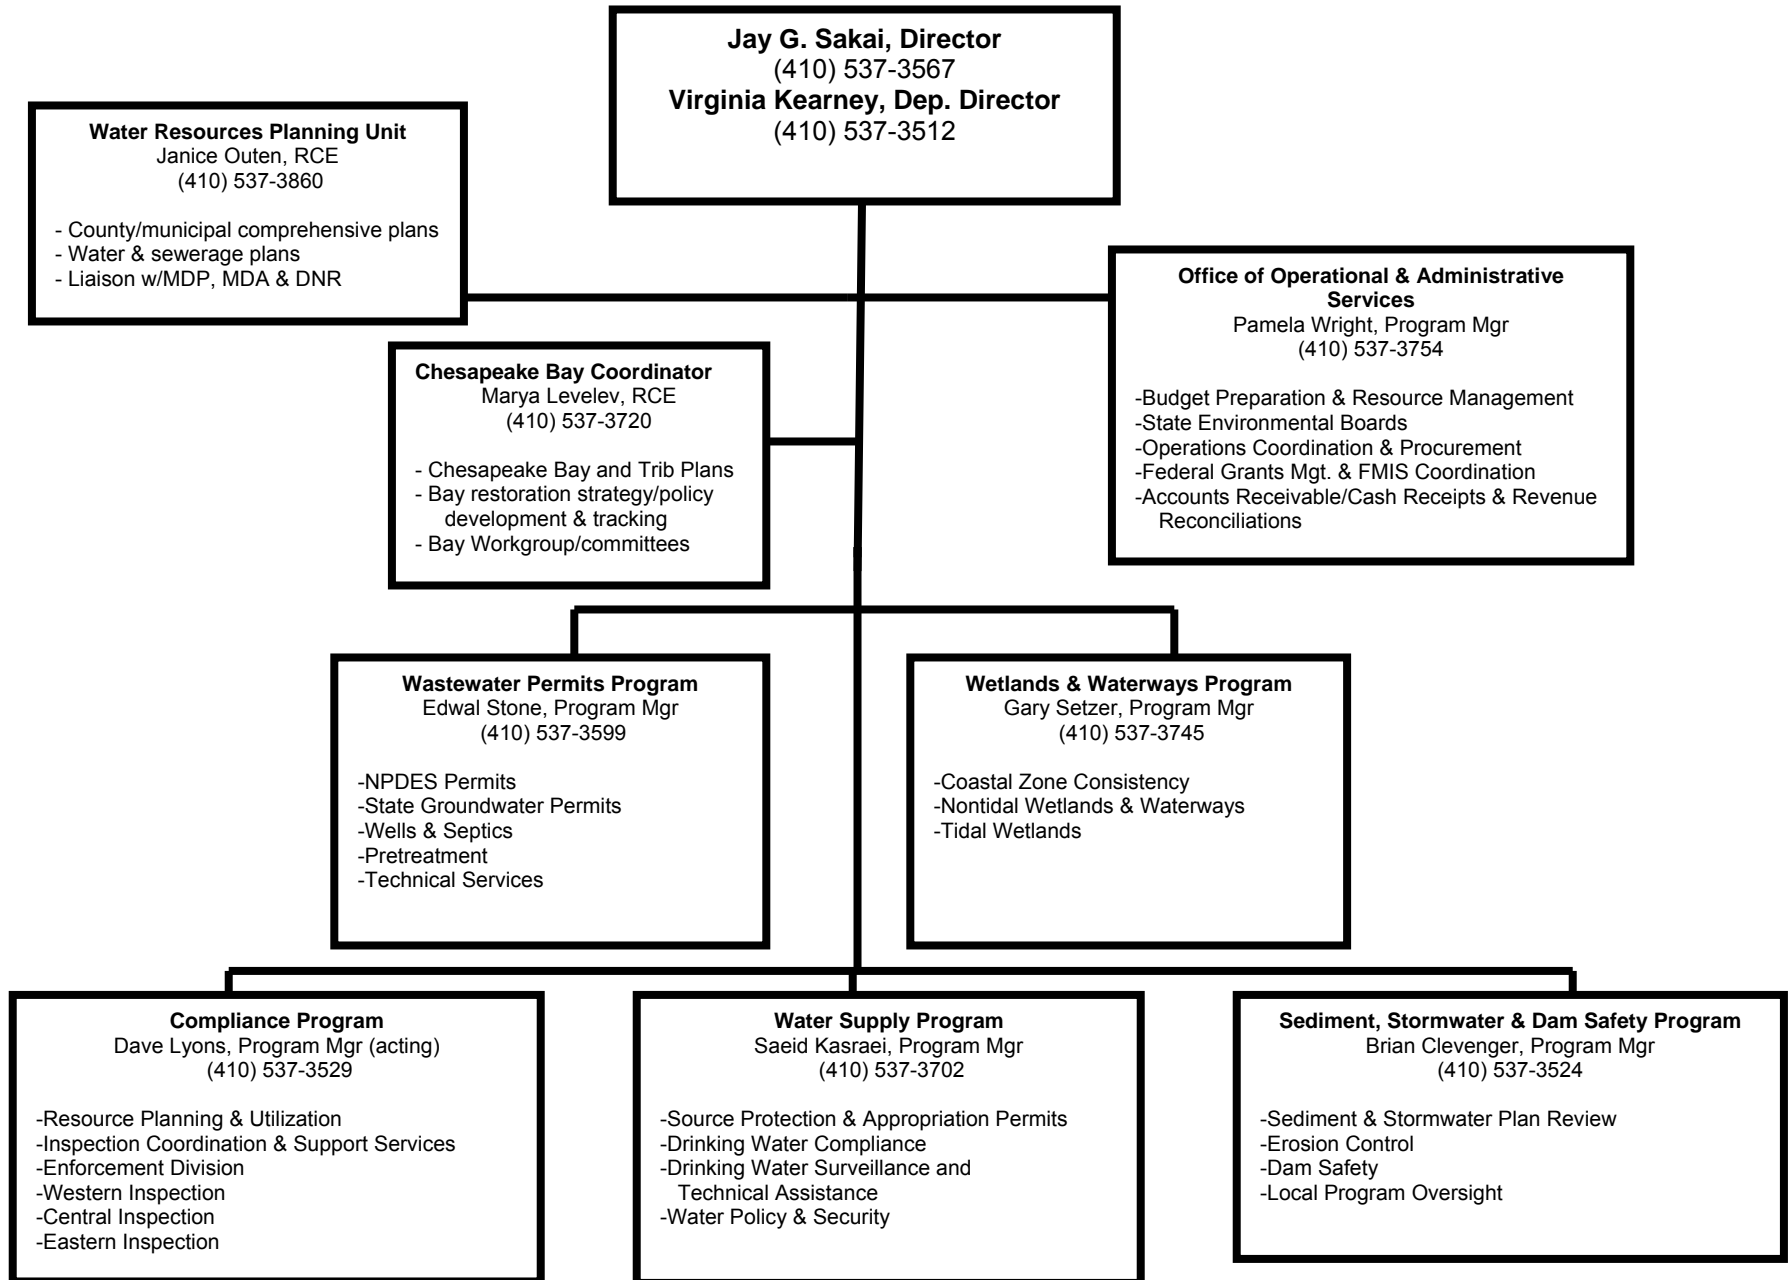 Jay G. Sakai, Director
(410) 537-3567
Virginia Kearney, Dep. Director
(410) 537-3512
Water Resources Planning Unit
Janice Outen, RCE
(410) 537-3860
- County/municipal comprehensive plans
- Water & sewerage plans
- Liaison w/MDP, MDA & DNR
Office of Operational & Administrative
Services
Pamela Wright, Program Mgr
(410) 537-3754
-Budget Preparation & Resource Management
-State Environmental Boards
-Operations Coordination & Procurement
-Federal Grants Mgt. & FMIS Coordination
-Accounts Receivable/Cash Receipts & Revenue
Reconciliations
Chesapeake Bay Coordinator
Marya Levelev, RCE
(410) 537-3720
- Chesapeake Bay and Trib Plans
- Bay restoration strategy/policy
development & tracking
- Bay Workgroup/committees
Wastewater Permits Program
Edwal Stone, Program Mgr
(410) 537-3599
-NPDES Permits
-State Groundwater Permits
-Wells & Septics
-Pretreatment
-Technical Services
Wetlands & Waterways Program
Gary Setzer, Program Mgr
(410) 537-3745
-Coastal Zone Consistency
-Nontidal Wetlands & Waterways
-Tidal Wetlands
Compliance Program
Dave Lyons, Program Mgr (acting)
(410) 537-3529
-Resource Planning & Utilization
-Inspection Coordination & Support Services
-Enforcement Division
-Western Inspection
-Central Inspection
-Eastern Inspection
Water Supply Program
Saeid Kasraei, Program Mgr
(410) 537-3702
-Source Protection & Appropriation Permits
-Drinking Water Compliance
-Drinking Water Surveillance and
Technical Assistance
-Water Policy & Security
Sediment, Stormwater & Dam Safety Program
Brian Clevenger, Program Mgr
(410) 537-3524
-Sediment & Stormwater Plan Review
-Erosion Control
-Dam Safety
-Local Program Oversight